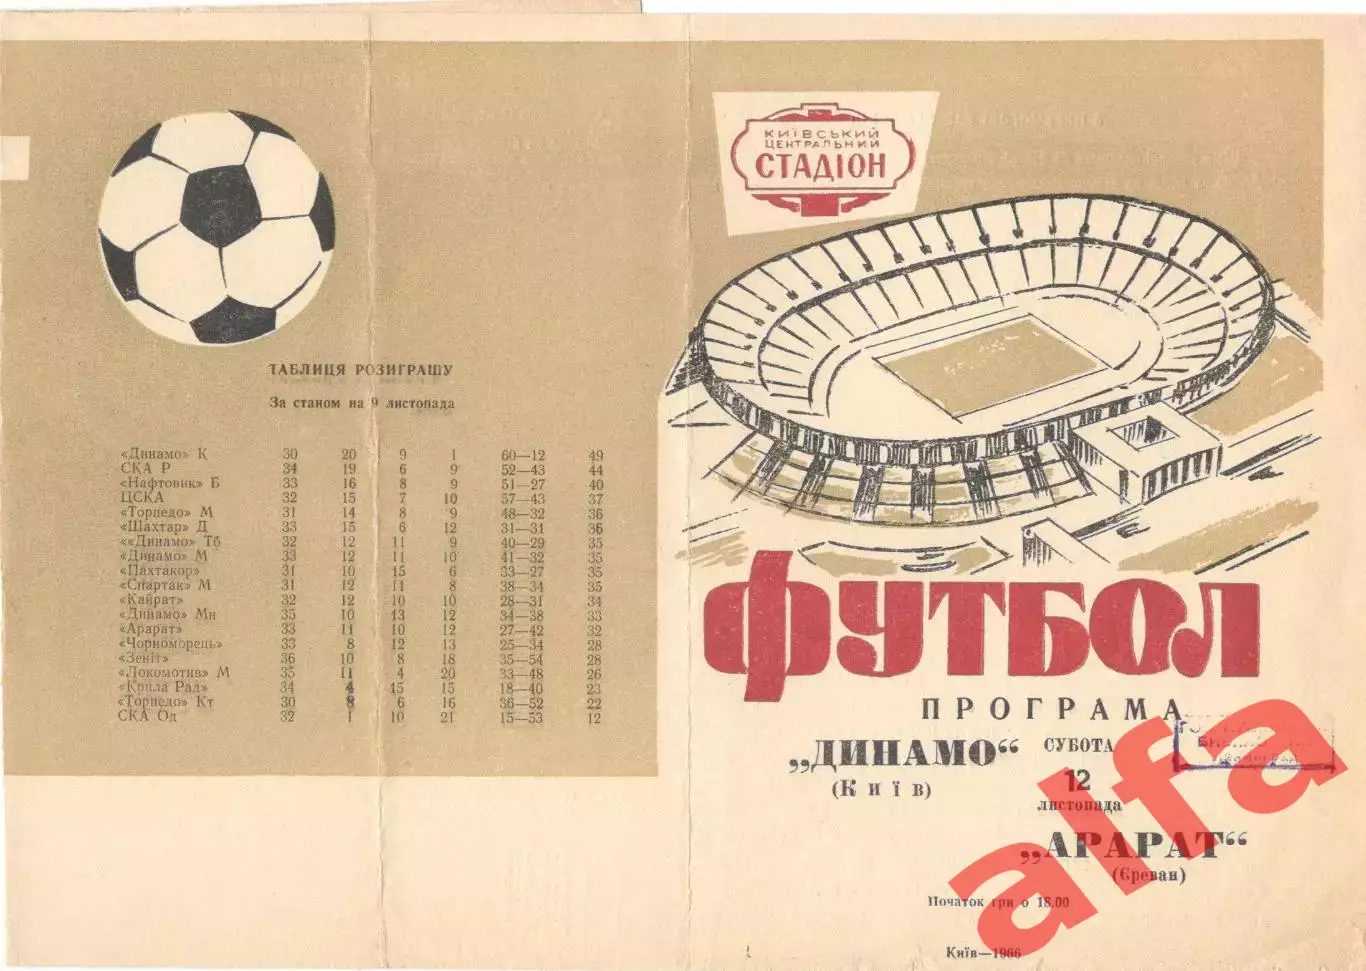 ТАБЛИЦЯ РОЗИГРАШУ
За станом на 9 листопада
«Динамо» К 30 20 9 1 60—12 49
СКА Р 34 19 6 9 52—43 44
«Нафтовик» Б 33 16 8 9 51—27 40
ЦСКА 32 15 7 10 57—43 37
«Торпедо» М 31 14 8 9 48—32 36
«Шахтар» Д 33 15 6 12 31—31 36
««Динамо» Тб 32 12 11 9 40—29 35
«Динамо» М 33 12 11 10 41—32 35
«Пахтакор» 31 10 15 6 33—27 35
«Спартак» М 31 12 11 8 38—34 35
«Кайрат» 32 12 10 10 28—31 34
«Динамо» Мн 35 10 13 12 34—38 33
«Арарат» 33 11 10 12 27—42 32
«Чорноморець» 33 8 12 13 25—34 28
«Зеніт» 36 10 8 18 35—54 28
«Локомотив» М 35 11 4 20 33—48 26
«Крила Рад» 34 4 15 15 18—40 23
«Торпедо» Кт 30 8 6 16 36—52 22
СКА Од 32 1 10 21 15—53 12
КИЇВСЬКИЙ
ЦЕНТРАЛЬНИЙ
СТАДІОН
ФУТБОЛ
ПРОГРАМА
„ДИНАМО“
(Київ)
СУБОТА
12
листопада
„АРАРАТ“
(Єреван)
Початок гри о 18.00
Київ—1966
alfa